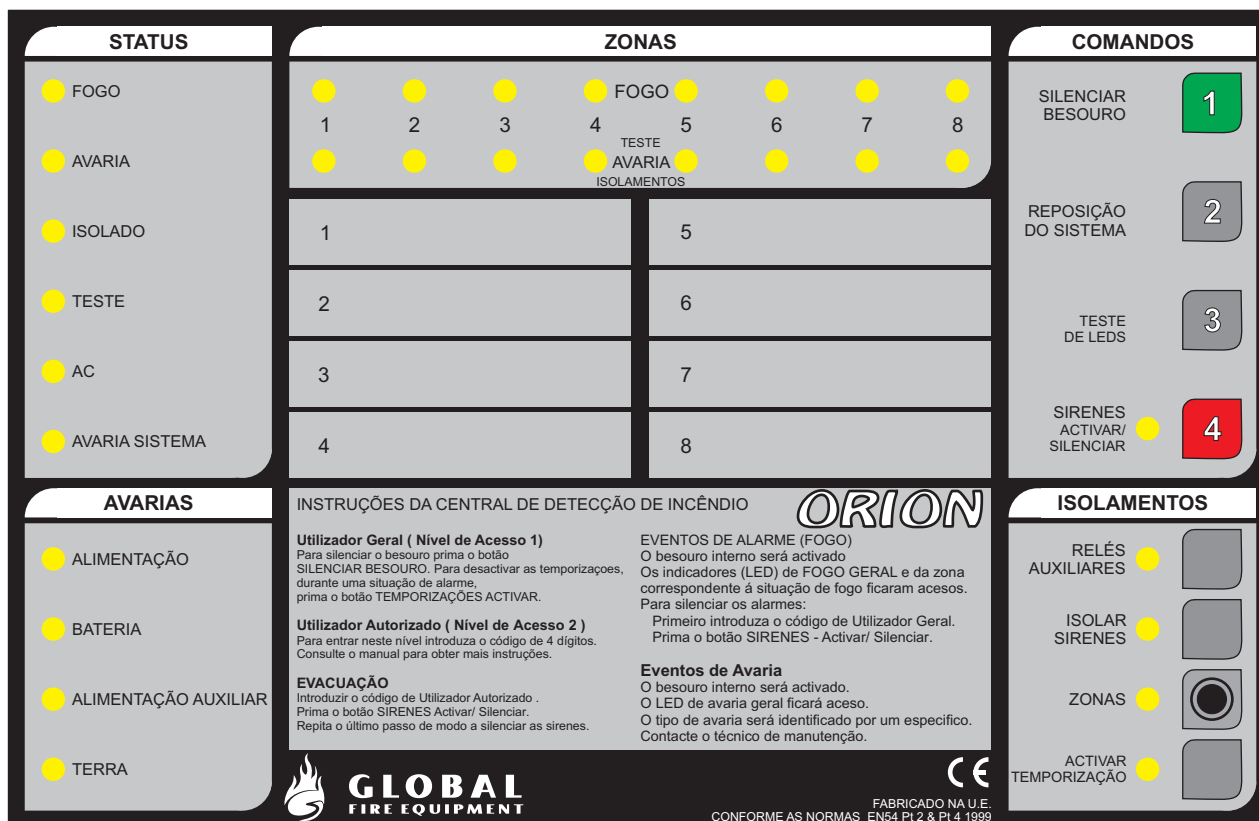 STATUS
FOGO
AVARIA
ISOLADO
TESTE
AC
AVARIA SISTEMA
ZONAS
FOGO
1 2 3 4 5 6 7 8
TESTE
AVARIA
ISOLAMENTOS
1
5
2
6
3
7
4
8
COMANDOS
SILENCIAR
BESOURO
1
REPOSIÇÃO
DO SISTEMA
2
TESTE
DE LEDS
3
SIRENES
ACTIVAR/
SILENCIAR
4
AVARIAS
ALIMENTAÇÃO
BATERIA
ALIMENTAÇÃO AUXILIAR
TERRA
INSTRUÇÕES DA CENTRAL DE DETECÇÃO DE INCÊNDIO
ORION
Utilizador Geral ( Nível de Acesso 1)
Para silenciar o besouro prima o botão
SILENCIAR BESOURO. Para desactivar as temporizaçoes,
durante uma situação de alarme,
prima o botão TEMPORIZAÇÕES ACTIVAR.
Utilizador Autorizado ( Nível de Acesso 2 )
Para entrar neste nível introduza o código de 4 dígitos.
Consulte o manual para obter mais instruções.
EVACUAÇÃO
Introduzir o código de Utilizador Autorizado .
Prima o botão SIRENES Activar/ Silenciar.
Repita o último passo de modo a silenciar as sirenes.
EVENTOS DE ALARME (FOGO)
O besouro interno será activado
Os indicadores (LED) de FOGO GERAL e da zona
correspondente á situação de fogo ficaram acesos.
Para silenciar os alarmes:
Primeiro introduza o código de Utilizador Geral.
Prima o botão SIRENES - Activar/ Silenciar.
Eventos de Avaria
O besouro interno será activado.
O LED de avaria geral ficará aceso.
O tipo de avaria será identificado por um especifico.
Contacte o técnico de manutenção.
GLOBAL
FIRE EQUIPMENT
CE
FABRICADO NA U.E.
CONFORME AS NORMAS EN54 Pt 2 & Pt 4 1999
ISOLAMENTOS
RELÉS
AUXILIARES
ISOLAR
SIRENES
ZONAS
ACTIVAR
TEMPORIZAÇÃO